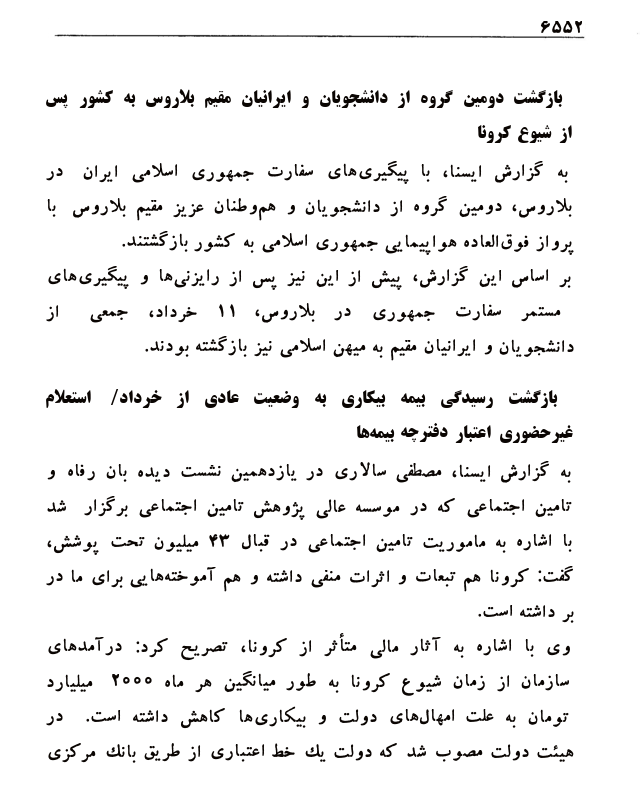 ۶۵۵۲
بازگشت دومین گروه از دانشجویان و ایرانیان مقیم بلاروس به کشور پس
از شیوع کرونا
به گزارش ایسنا، با پیگیری‌های سفارت جمهوری اسلامی ایران در
بلاروس، دومین گروه از دانشجویان و هم‌وطنان عزیز مقیم بلاروس با
پرواز فوق‌العاده هواپیمایی جمهوری اسلامی به کشور بازگشتند.
بر اساس این گزارش، پیش از این نیز پس از رایزنی‌ها و پیگیری‌های
مستمر سفارت جمهوری در بلاروس، ۱۱ خرداد، جمعی از
دانشجویان و ایرانیان مقیم به میهن اسلامی نیز بازگشته بودند.
بازگشت رسیدگی بیمه بیکاری به وضعیت عادی از خرداد/ استعلام
غیرحضوری اعتبار دفترچه بیمه‌ها
به گزارش ایسنا، مصطفی سالاری در یازدهمین نشست دیده بان رفاه و
تامین اجتماعی که در موسسه عالی پژوهش تامین اجتماعی برگزار شد
با اشاره به ماموریت تامین اجتماعی در قبال ۴۳ میلیون تحت پوشش،
گفت: کرونا هم تبعات و اثرات منفی داشته و هم آموخته‌هایی برای ما در
بر داشته است.
وی با اشاره به آثار مالی متأثر از کرونا، تصریح کرد: درآمدهای
سازمان از زمان شیوع کرونا به طور میانگین هر ماه ۲۰۰۰ میلیارد
تومان به علت امهال‌های دولت و بیکاری‌ها کاهش داشته است. در
هیئت دولت مصوب شد که دولت یك خط اعتباری از طریق بانك مرکزی